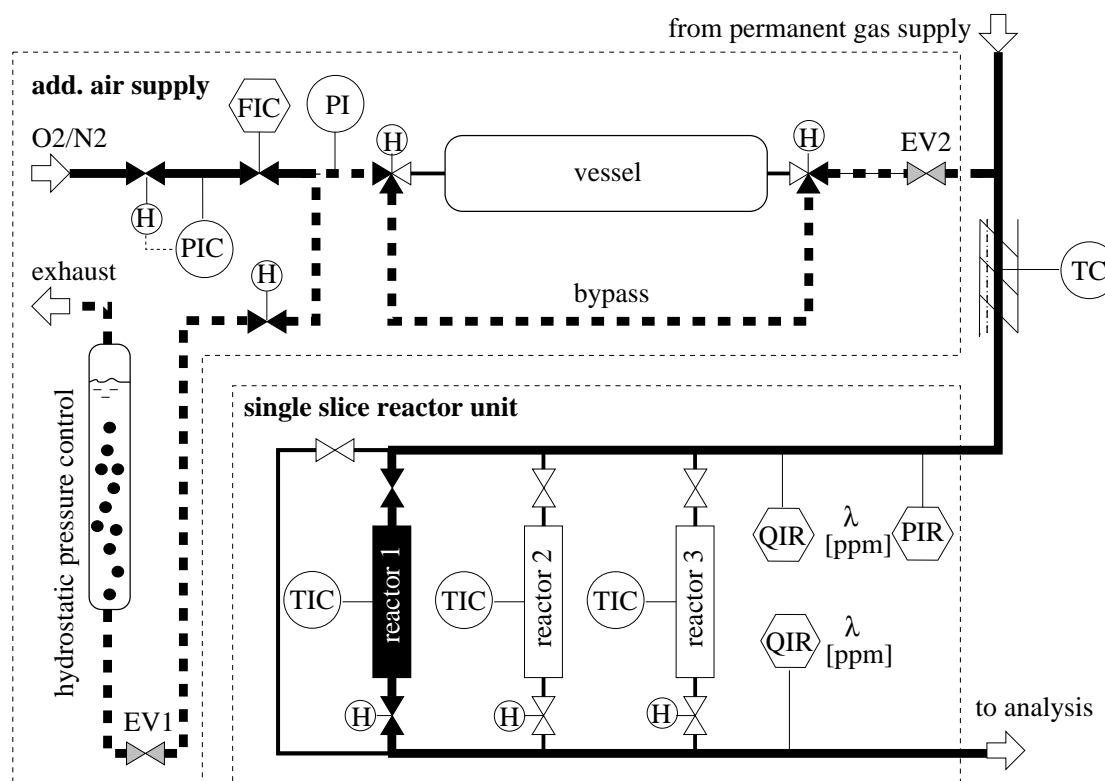 from permanent gas supply
add. air supply
FIC
PI
O2/N2
H
H
EV2
vessel
H
PIC
TC
exhaust
H
bypass
hydrostatic pressure control
single slice reactor unit
QIR
λ
[ppm]
PIR
TIC
reactor 1
TIC
reactor 2
TIC
reactor 3
QIR
λ
[ppm]
H
H
H
EV1
to analysis